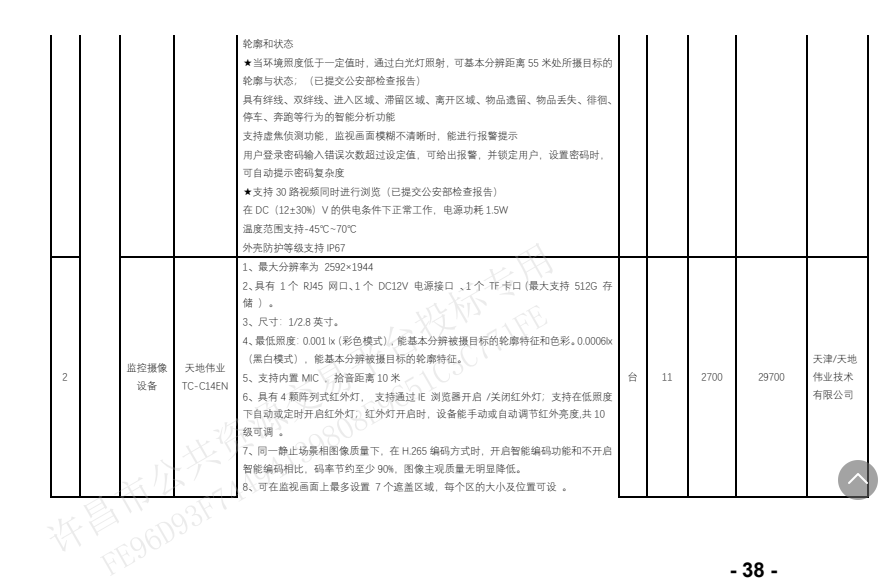 轮廓和状态
★当环境照度低于一定值时，通过白光灯照射，可基本分辨距离 55 米处所摄目标的
轮廓与状态；（已提交公安部检查报告）
具有绊线、双绊线、进入区域、滞留区域、离开区域、物品遗留、物品丢失、徘徊、
停车、奔跑等行为的智能分析功能
支持虚焦侦测功能，监视画面模糊不清晰时，能进行报警提示
用户登录密码输入错误次数超过设定值，可给出报警，并锁定用户，设置密码时，
可自动提示密码复杂度
★支持 30 路视频同时进行浏览（已提交公安部检查报告）
在 DC（12±30%）V 的供电条件下正常工作，电源功耗 1.5W
温度范围支持-45℃~70℃
外壳防护等级支持 IP67
2
监控摄像
设备
天地伟业
TC-C14EN
1、最大分辨率为 2592×1944
2、具有 1 个 RJ45 网口、1 个 DC12V 电源接口 、1 个 TF 卡口（最大支持 512G 存
储 ）。
3、尺寸：1/2.8 英寸。
4、最低照度：0.001 lx（彩色模式），能基本分辨被摄目标的轮廓特征和色彩。0.0006lx
（黑白模式），能基本分辨被摄目标的轮廓特征。
5、支持内置 MIC ，拾音距离 10 米
6、具有 4 颗阵列式红外灯， 支持通过 IE 浏览器开启 /关闭红外灯；支持在低照度
下自动或定时开启红外灯；红外灯开启时，设备能手动或自动调节红外亮度,共 10
级可调 。
7、同一静止场景相图像质量下，在 H.265 编码方式时，开启智能编码功能和不开启
智能编码相比，码率节约至少 90%，图像主观质量无明显降低。
8、可在监视画面上最多设置 7 个遮盖区域，每个区的大小及位置可设 。
台
11
2700
29700
天津/天地
伟业技术
有限公司
- 38 -